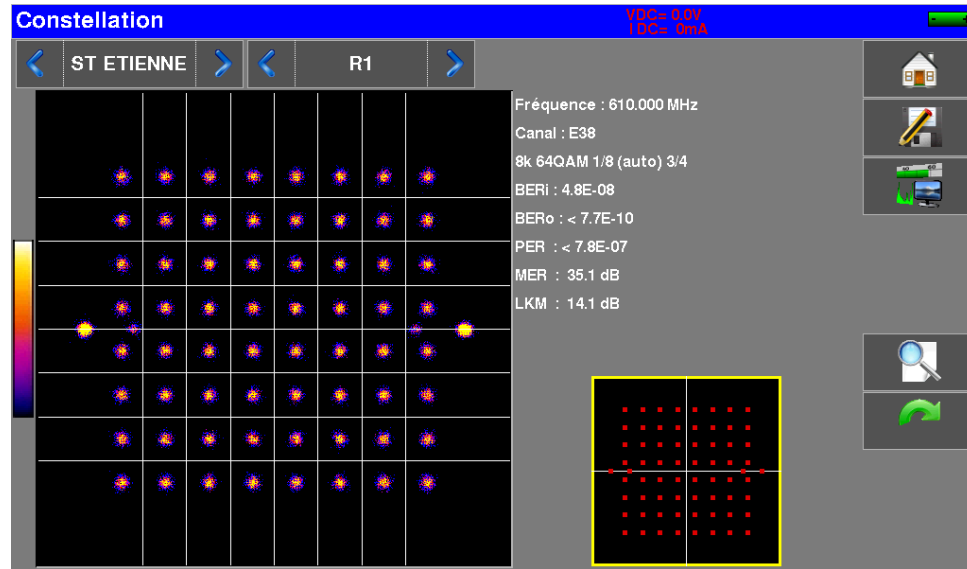 Constellation
VDC= 0.0V
I DC= 0mA
ST ETIENNE
R1
Fréquence : 610.000 MHz
Canal : E38
8k 64QAM 1/8 (auto) 3/4
BERi : 4.8E-08
BERo : < 7.7E-10
PER : < 7.8E-07
MER : 35.1 dB
LKM : 14.1 dB